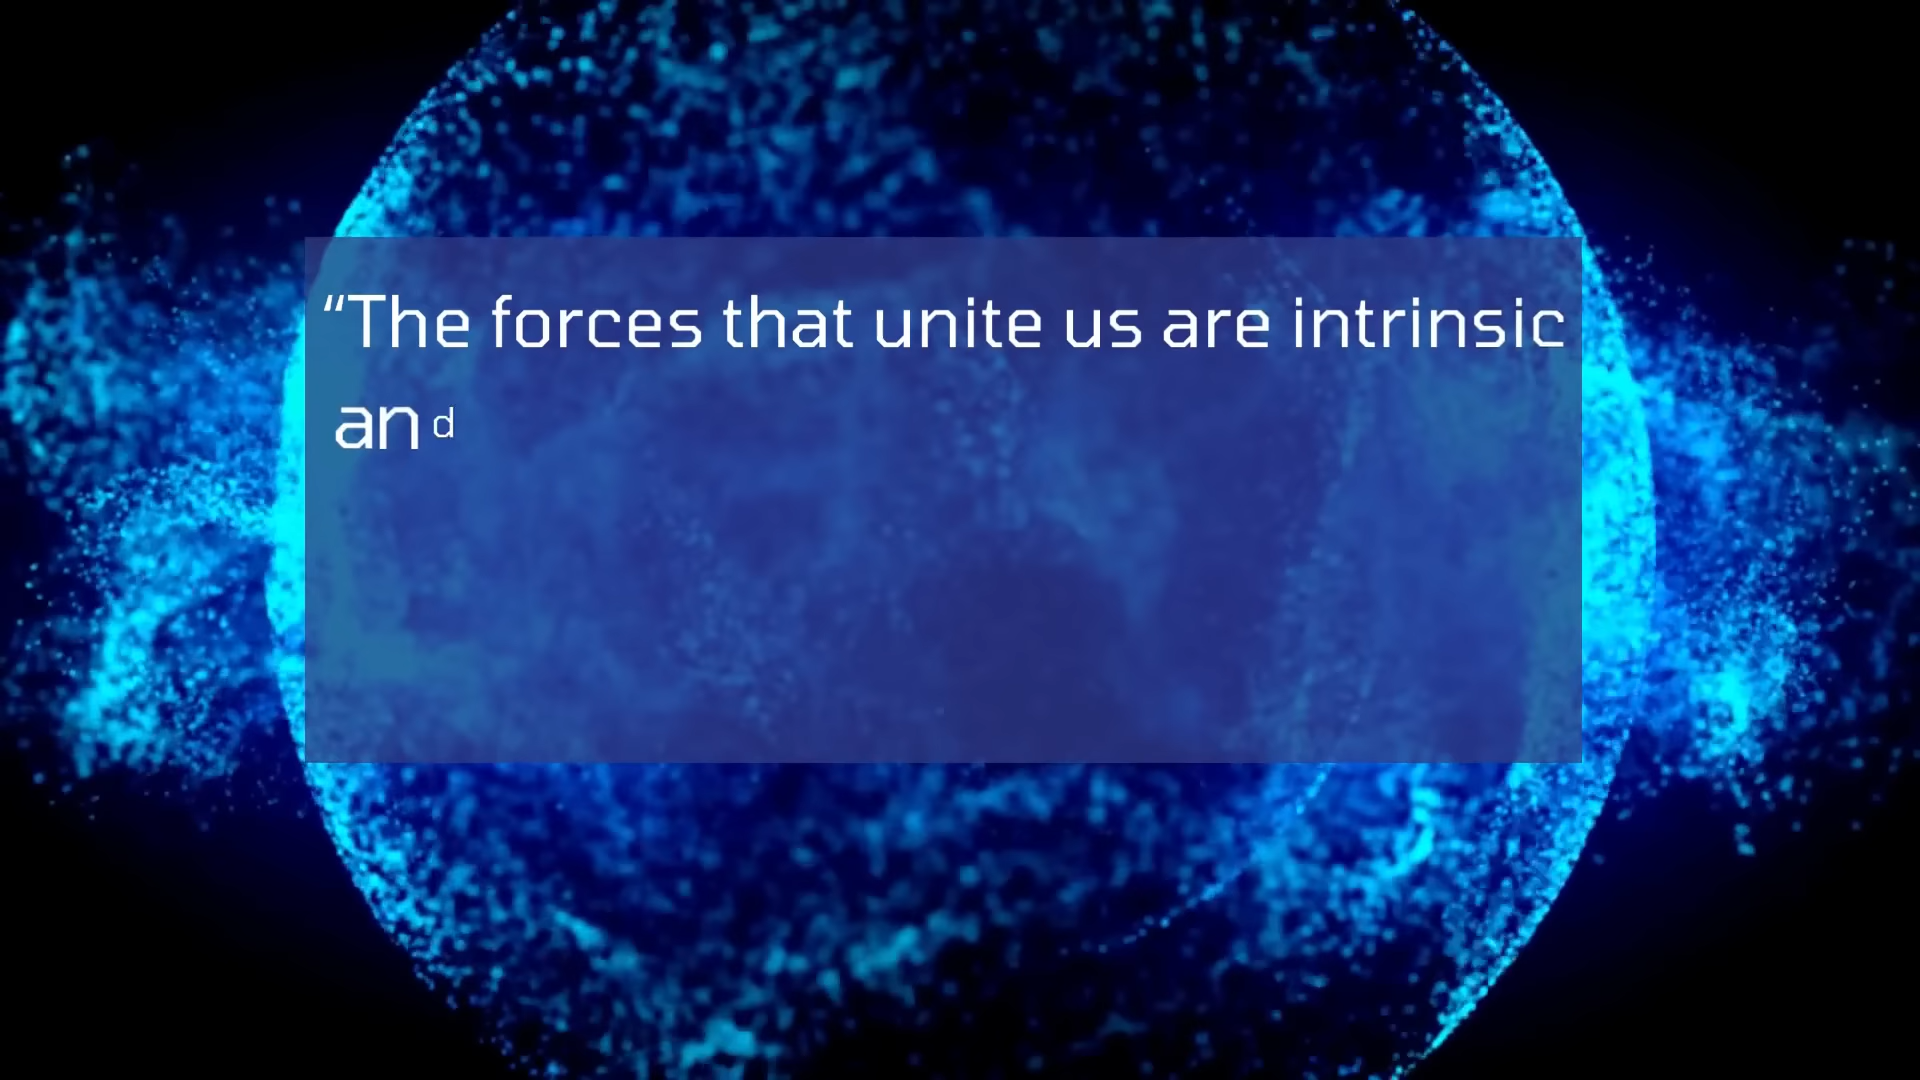 “The forces that unite us are intrinsic
and